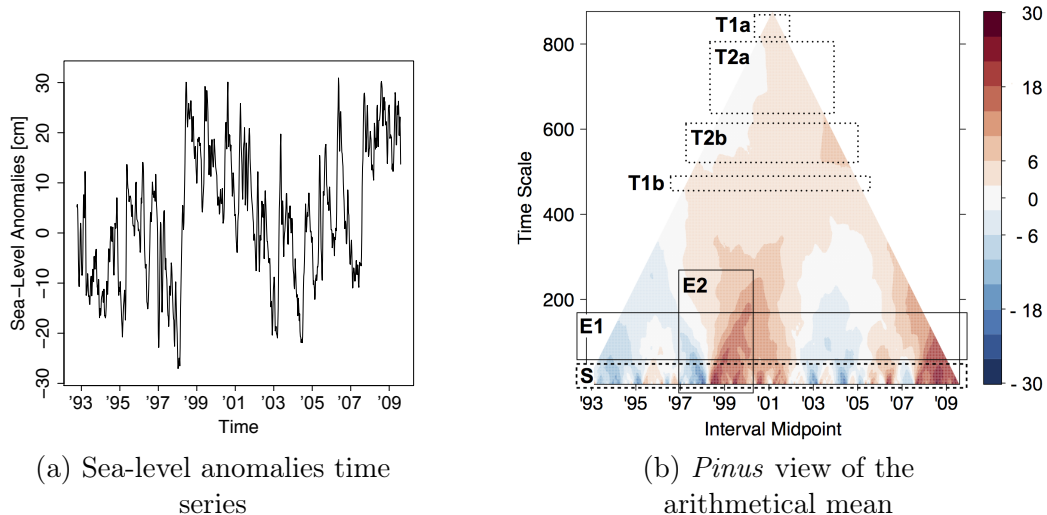 Sea−Level Anomalies [cm]
30
20
10
0
−10
−20
−30
'93 '95 '97 '99 '01 '03 '05 '07 '09
Time
(a) Sea-level anomalies time
series
Time Scale
800
600
400
200
T1a
T2a
T2b
T1b
E2
E1
S
'93 '95 '97 '99 '01 '03 '05 '07 '09
Interval Midpoint
30
18
6
0
- 6
- 18
- 30
(b) Pinus view of the
arithmetical mean